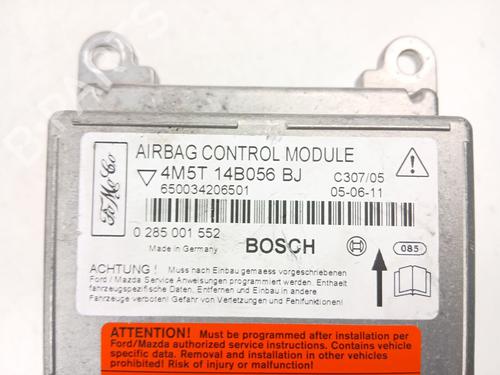 FoMoCo
AIRBAG CONTROL MODULE
4M5T 14B056 BJ
C307/05
650034206501
05-06-11
0 285 001 552
Made in Germany
BOSCH
085
ACHTUNG ! Muss nach Einbau gemaess vorgeschriebenen
Ford / Mazda Service Anweisungen programmiert werden. Enthaelt
fahrzeugspezifische Daten, Entfernen und Einbau in andere
Fahrzeuge verboten! Gefahr von Verletzungen und Fehlfunktionen!
ATTENTION! Must be programmed after installation per
Ford/Mazda authorized service instructions. Contains vehicle
specific data. Removal and installation in other vehicles
prohibited! Risk of injury or malfunction!